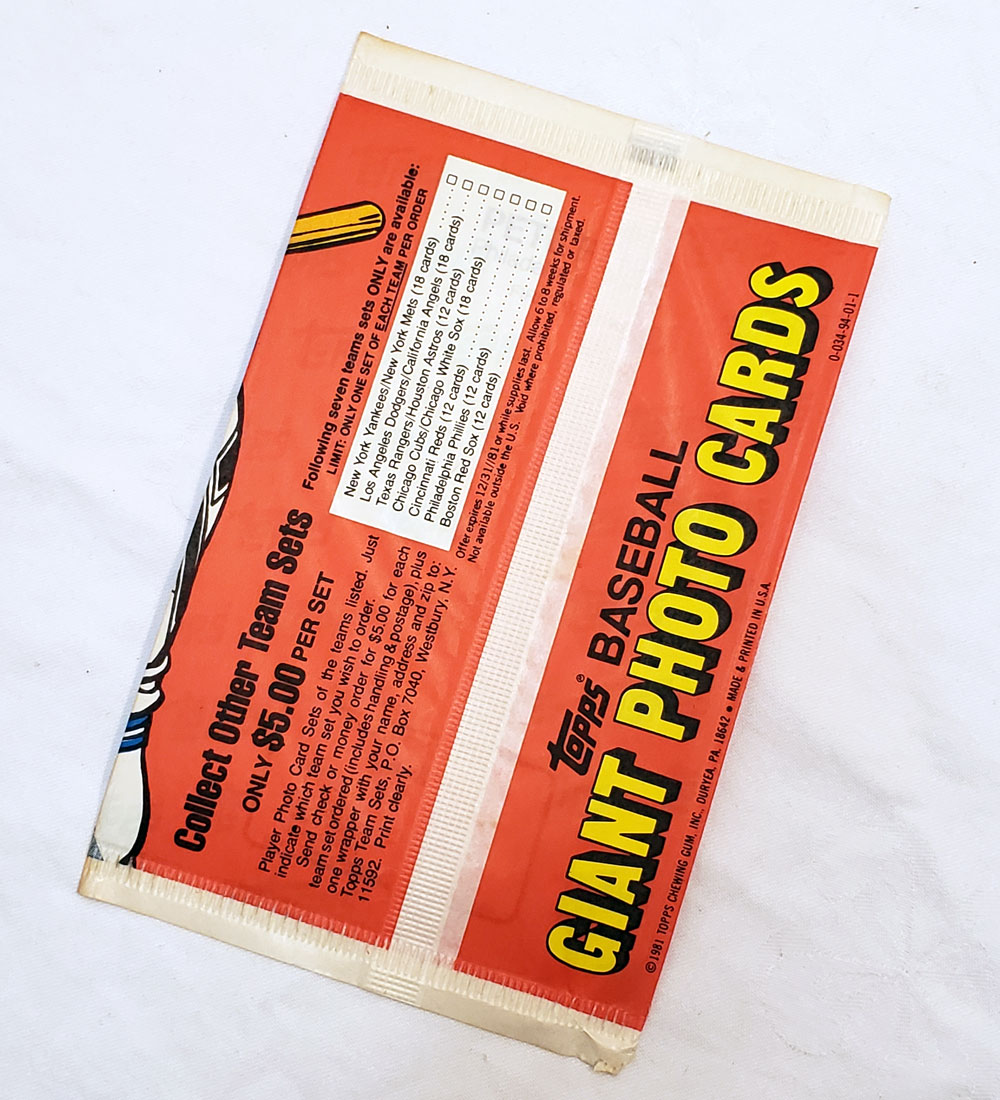 Collect Other Team Sets
ONLY $5.00 PER SET
Player Photo Card Sets of the teams listed. Just
indicate which team set you wish to order.
Send check or money order for $5.00 for each
team set ordered (includes handling & postage), plus
one wrapper with your name, address and zip to:
Topps Team Sets, P.O. Box 7040, Westbury, N.Y.
11592. Print clearly.
Following seven teams sets ONLY are available:
LIMIT: ONLY ONE SET OF EACH TEAM PER ORDER
New York Yankees/New York Mets (18 cards)
Los Angeles Dodgers/California Angels (18 cards)
Texas Rangers/Houston Astros (12 cards)
Chicago Cubs/Chicago White Sox (18 cards)
Cincinnati Reds (12 cards)
Philadelphia Phillies (12 cards)
Boston Red Sox (12 cards)
Offer expires 12/31/81 or while supplies last. Allow 6 to 8 weeks for shipment.
Not available outside the U.S. Void where prohibited, regulated or taxed.
TOPPS® BASEBALL
GIANT PHOTO CARDS
© 1981 TOPPS CHEWING GUM, INC., DURYEA, PA. 18642 • MADE & PRINTED IN U.S.A.
0-034-94-01-1